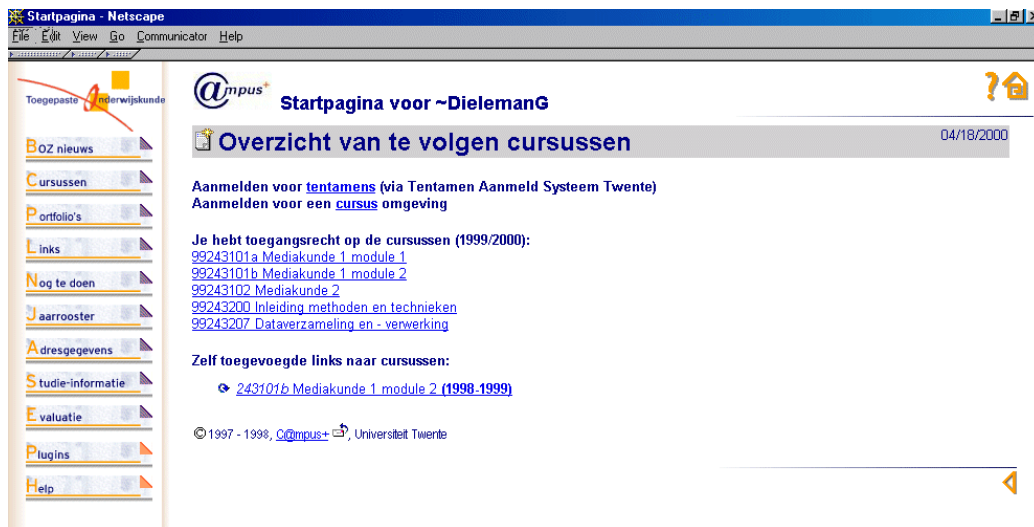 Startpagina - Netscape
File Edit View Go Communicator Help
Toegepaste Onderwijskunde
C@mpus+
Startpagina voor ~DielemanG
Overzicht van te volgen cursussen
04/18/2000
BOZ nieuws
Cursussen
Portfolio's
Links
Nog te doen
Jaarrooster
Adresgegevens
Studie-informatie
Evaluatie
Plugins
Help
Aanmelden voor tentamens (via Tentamen Aanmeld Systeem Twente)
Aanmelden voor een cursus omgeving
Je hebt toegangsrecht op de cursussen (1999/2000):
99243101a Mediakunde 1 module 1
99243101b Mediakunde 1 module 2
99243102 Mediakunde 2
99243200 Inleiding methoden en technieken
99243207 Dataverzameling en - verwerking
Zelf toegevoegde links naar cursussen:
243101b Mediakunde 1 module 2 (1998-1999)
©1997 - 1998, C@mpus+ , Universiteit Twente